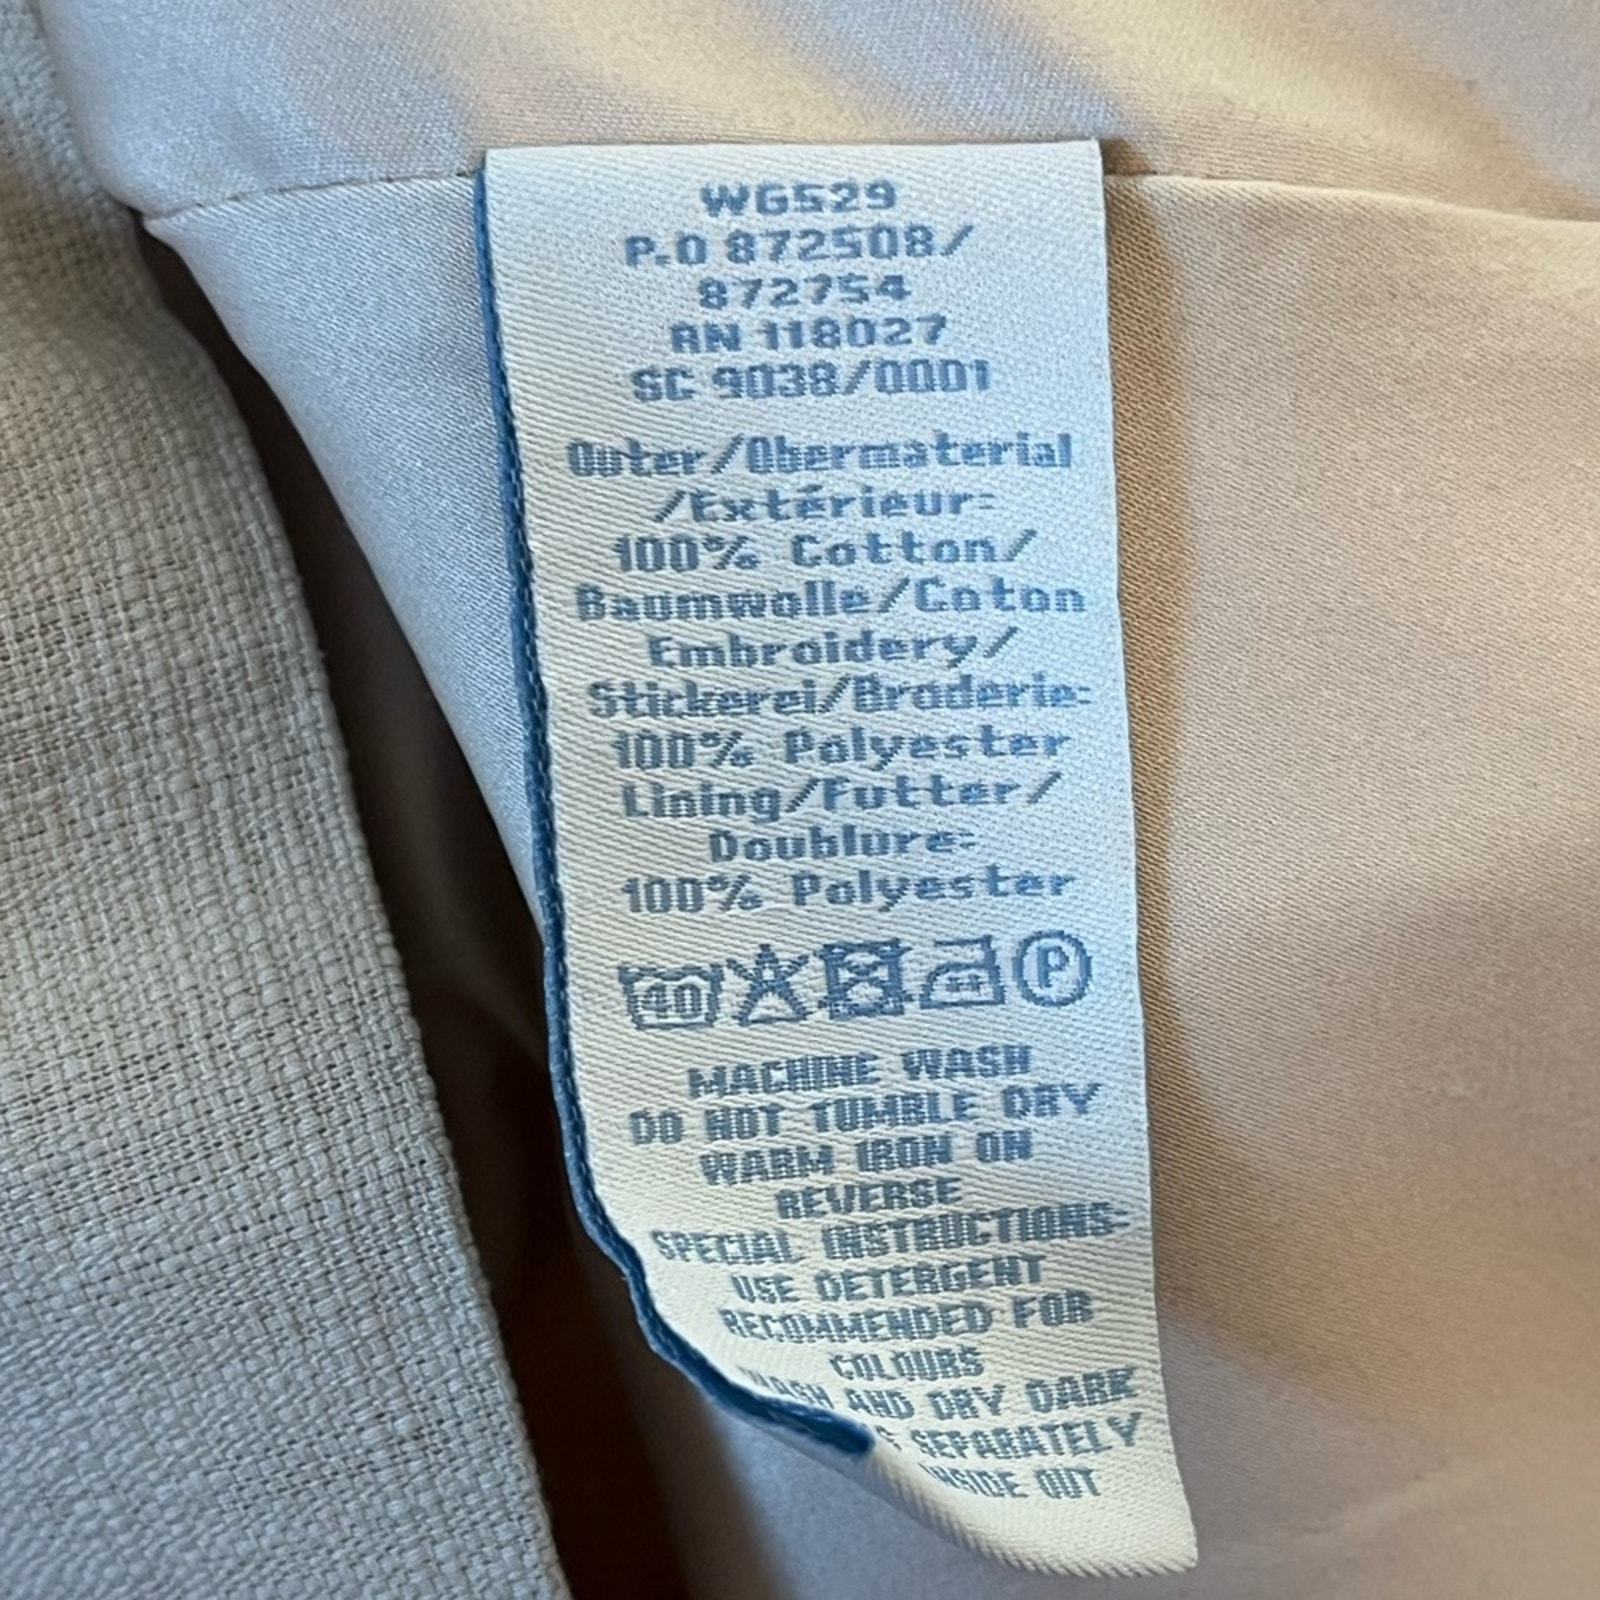 WG529
P.O 872508/
872754
RN 118027
SC 9038/0001
Outer/Obermaterial
/Extérieur:
100% Cotton/
Baumwolle/Coton
Embroidery/
Stickerei/Broderie:
100% Polyester
Lining/Futter/
Doublure:
100% Polyester
40 P
MACHINE WASH
DO NOT TUMBLE DRY
WARM IRON ON
REVERSE
SPECIAL INSTRUCTIONS:
USE DETERGENT
RECOMMENDED FOR
COLOURS
WASH AND DRY DARK
SEPARATELY
INSIDE OUT